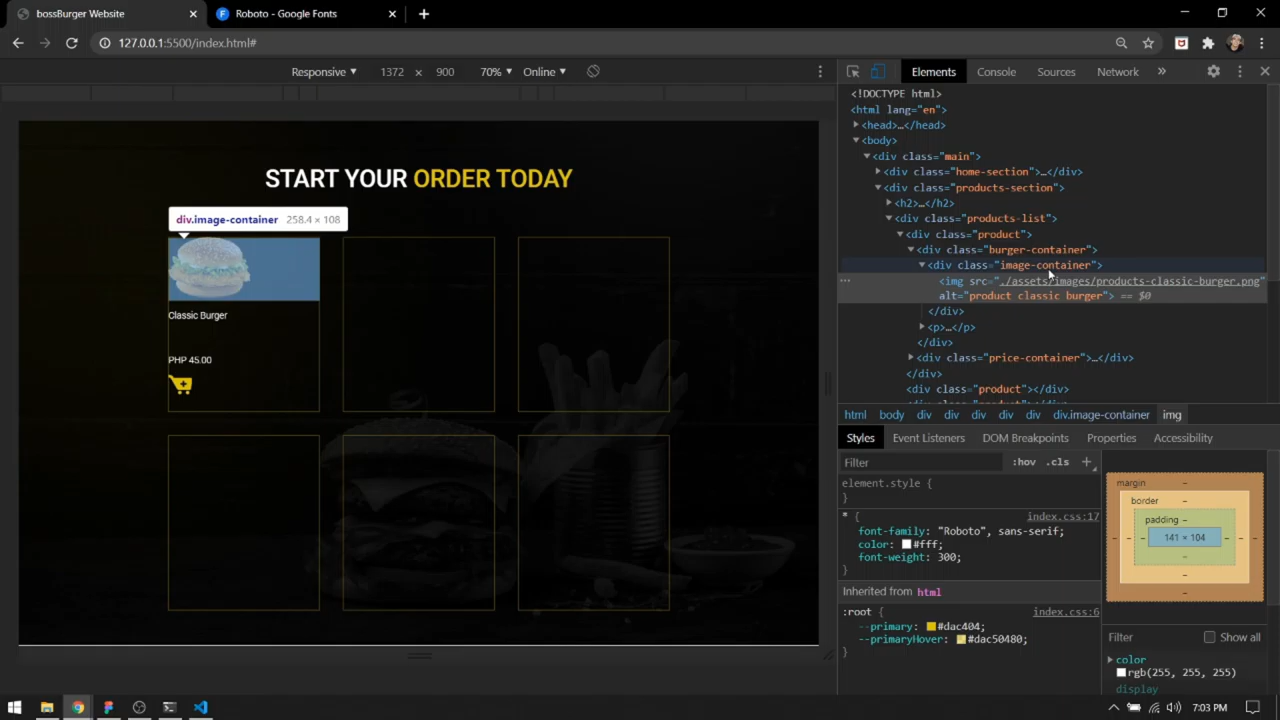 bossBurger Website
Roboto - Google Fonts
127.0.0.1:5500/index.html#
Responsive 1372 × 900 70% Online
Elements Console Sources Network
<!DOCTYPE html>
<html lang="en">
<head>…</head>
<body>
<div class="main">
<div class="home-section">…</div>
<div class="products-section">
<h2>…</h2>
<div class="products-list">
<div class="product">
<div class="burger-container">
<div class="image-container">
<img src="./assets/images/products-classic-burger.png"
alt="product classic burger"> == $0
</div>
<p>…</p>
</div>
<div class="price-container">…</div>
</div>
<div class="product"></div>
html body div div div div div div.image-container img
Styles Event Listeners DOM Breakpoints Properties Accessibility
Filter :hov .cls +
element.style {
}
* { index.css:17
font-family: "Roboto", sans-serif;
color: #fff;
font-weight: 300;
}
Inherited from html
:root { index.css:6
--primary: #dac404;
--primaryHover: #dac50480;
}
margin -
border -
padding -
- - - 141 × 104 - - -
-
-
-
Filter Show all
color
rgb(255, 255, 255)
display
START YOUR ORDER TODAY
div.image-container 258.4 × 108
Classic Burger
PHP 45.00
7:03 PM